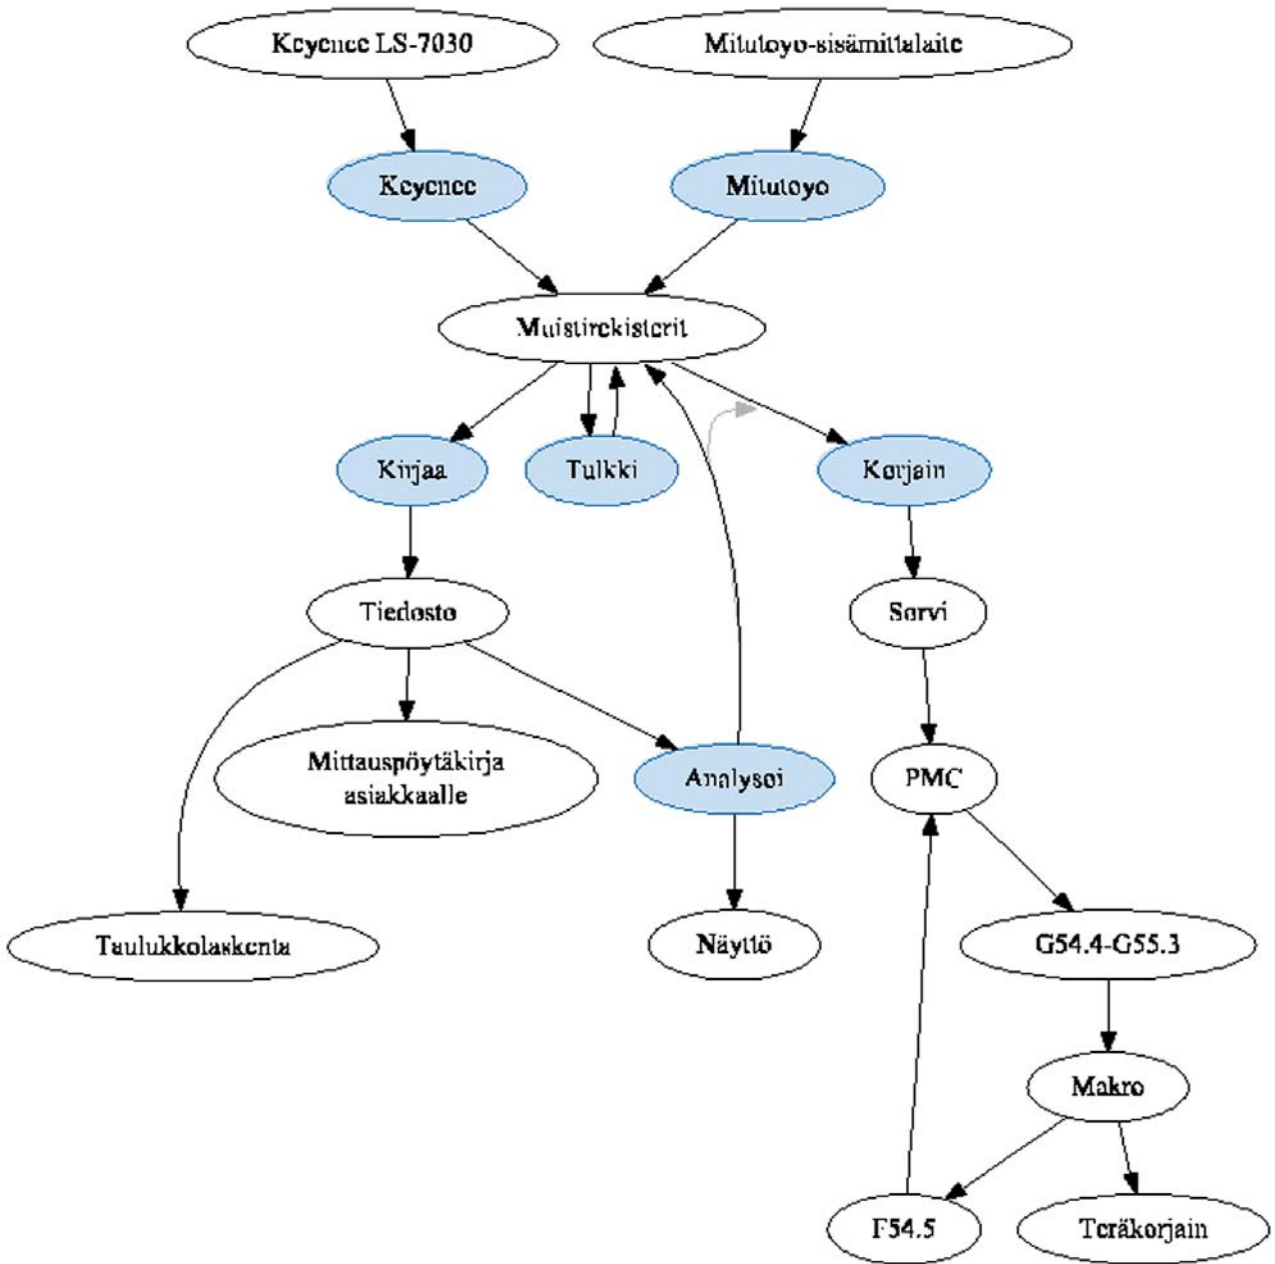 Keyence LS-7030
Mitutoyo-sisämittalaite
Keyence
Mitutoyo
Muistirekisterit
Kirjaa
Tulkki
Korjain
Tiedosto
Sorvi
Mittauspöytäkirja
asiakkaalle
Analysoi
PMC
Taulukkolaskenta
Näyttö
G54.4-G55.3
Makro
F54.5
Teräkorjain